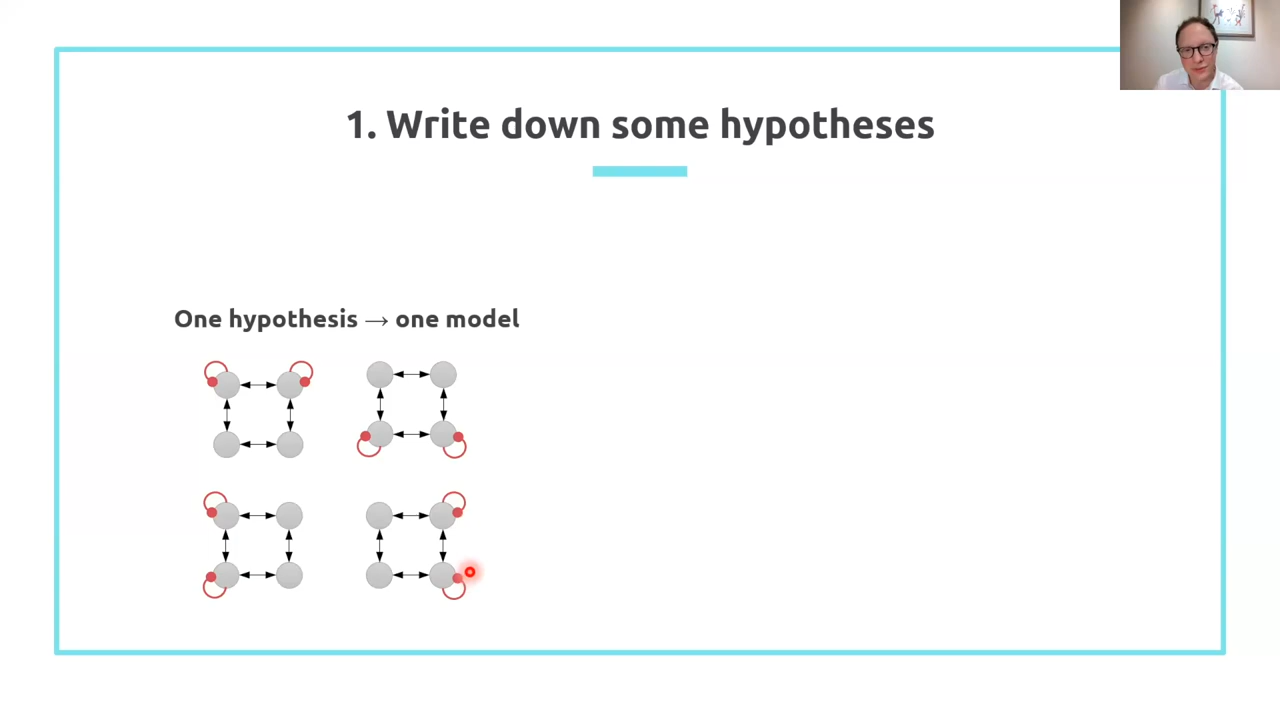 1. Write down some hypotheses
One hypothesis → one model